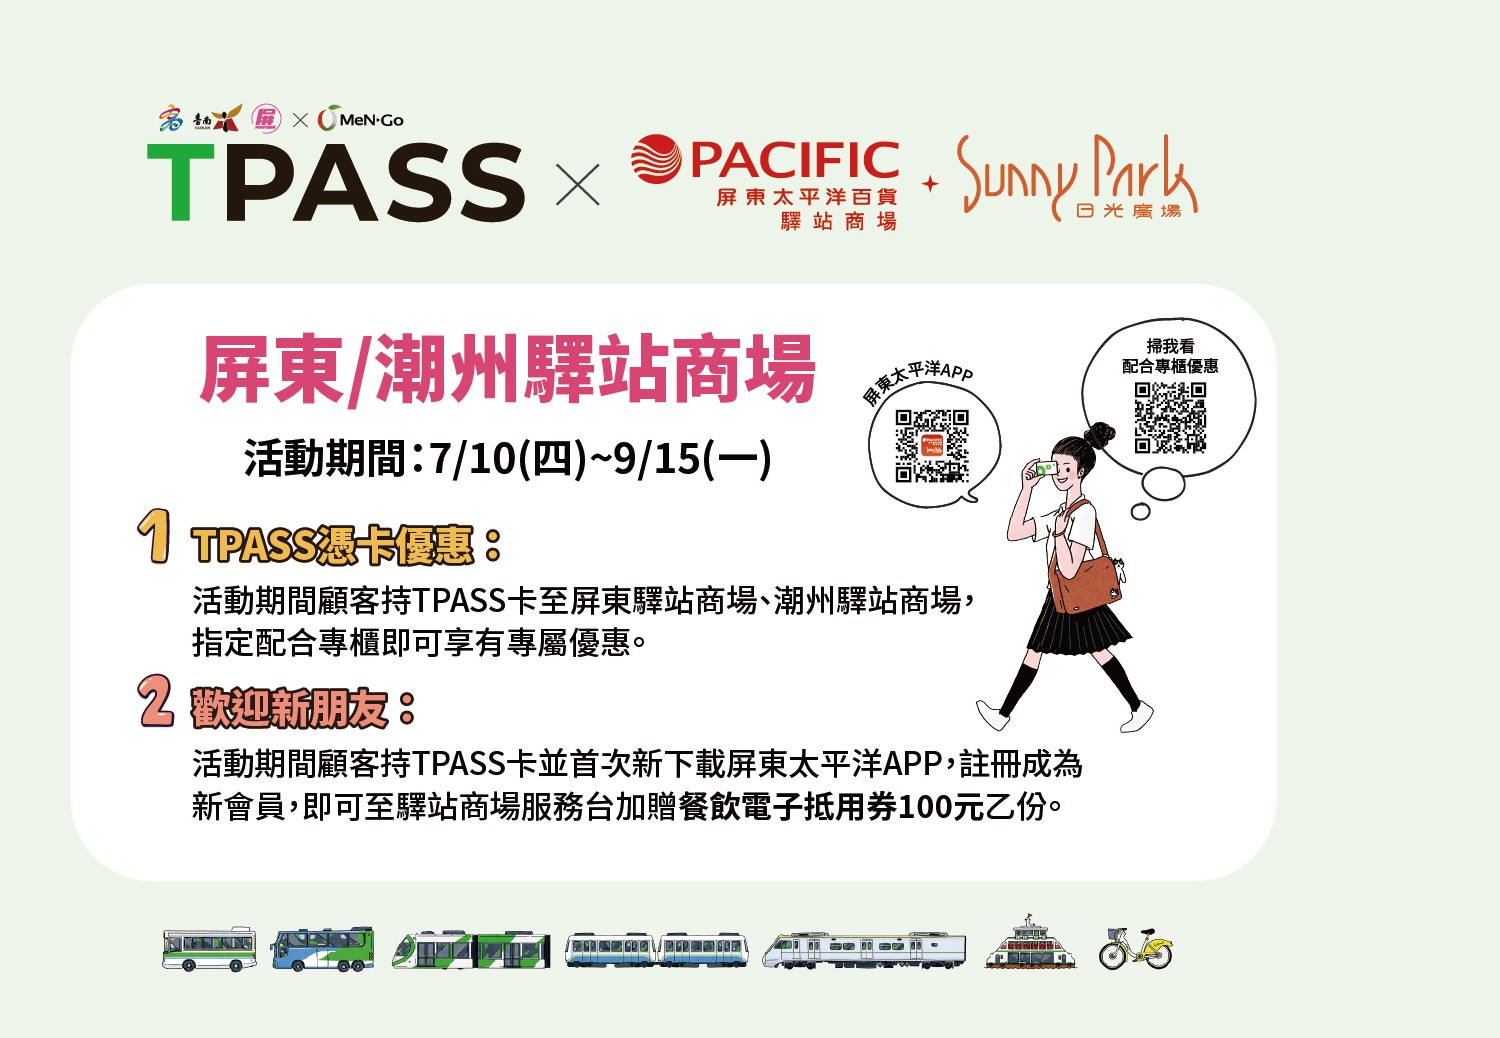 臺南
TAINAN
屏
× MeN·Go
TPASS × PACIFIC
屏東太平洋百貨
驛站商場
Sunny Park
日光廣場
屏東/潮州驛站商場
活動期間：7/10(四)~9/15(一)
屏東太平洋APP
掃我看
配合專櫃優惠
1 TPASS憑卡優惠：
活動期間顧客持TPASS卡至屏東驛站商場、潮州驛站商場，
指定配合專櫃即可享有專屬優惠。
2 歡迎新朋友：
活動期間顧客持TPASS卡並首次新下載屏東太平洋APP，註冊成為
新會員，即可至驛站商場服務台加贈餐飲電子抵用券100元乙份。